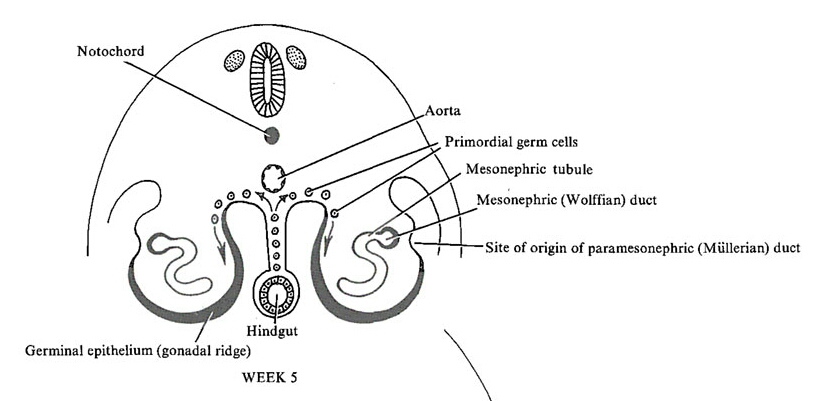 Notochord
Aorta
Primordial germ cells
Mesonephric tubule
Mesonephric (Wolffian) duct
Site of origin of paramesonephric (Müllerian) duct
Hindgut
Germinal epithelium (gonadal ridge)
WEEK 5